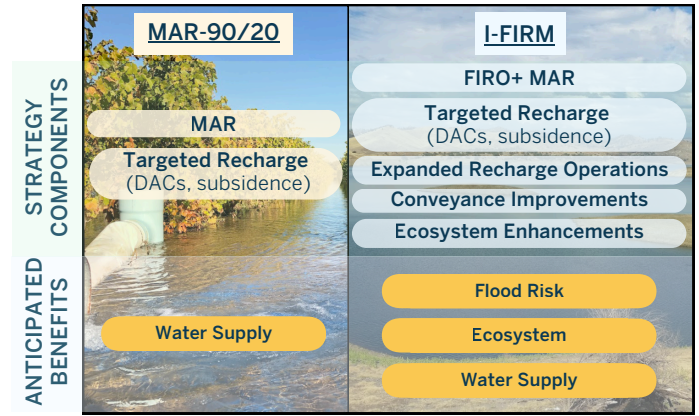 MAR-90/20
I-FIRM
STRATEGY
COMPONENTS
MAR
Targeted Recharge
(DACs, subsidence)
FIRO+ MAR
Targeted Recharge
(DACs, subsidence)
Expanded Recharge Operations
Conveyance Improvements
Ecosystem Enhancements
ANTICIPATED
BENEFITS
Water Supply
Flood Risk
Ecosystem
Water Supply